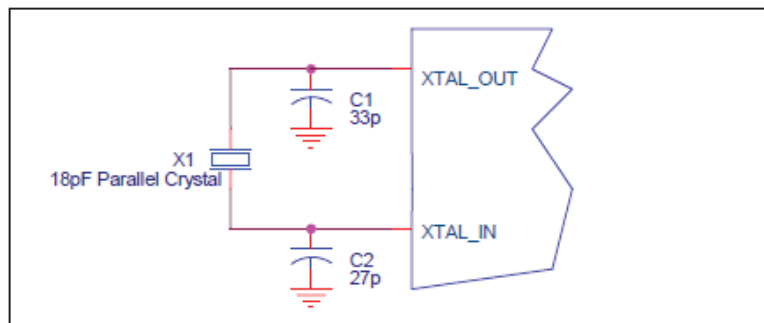 XTAL_OUT
C1
33p
X1
18pF Parallel Crystal
XTAL_IN
C2
27p